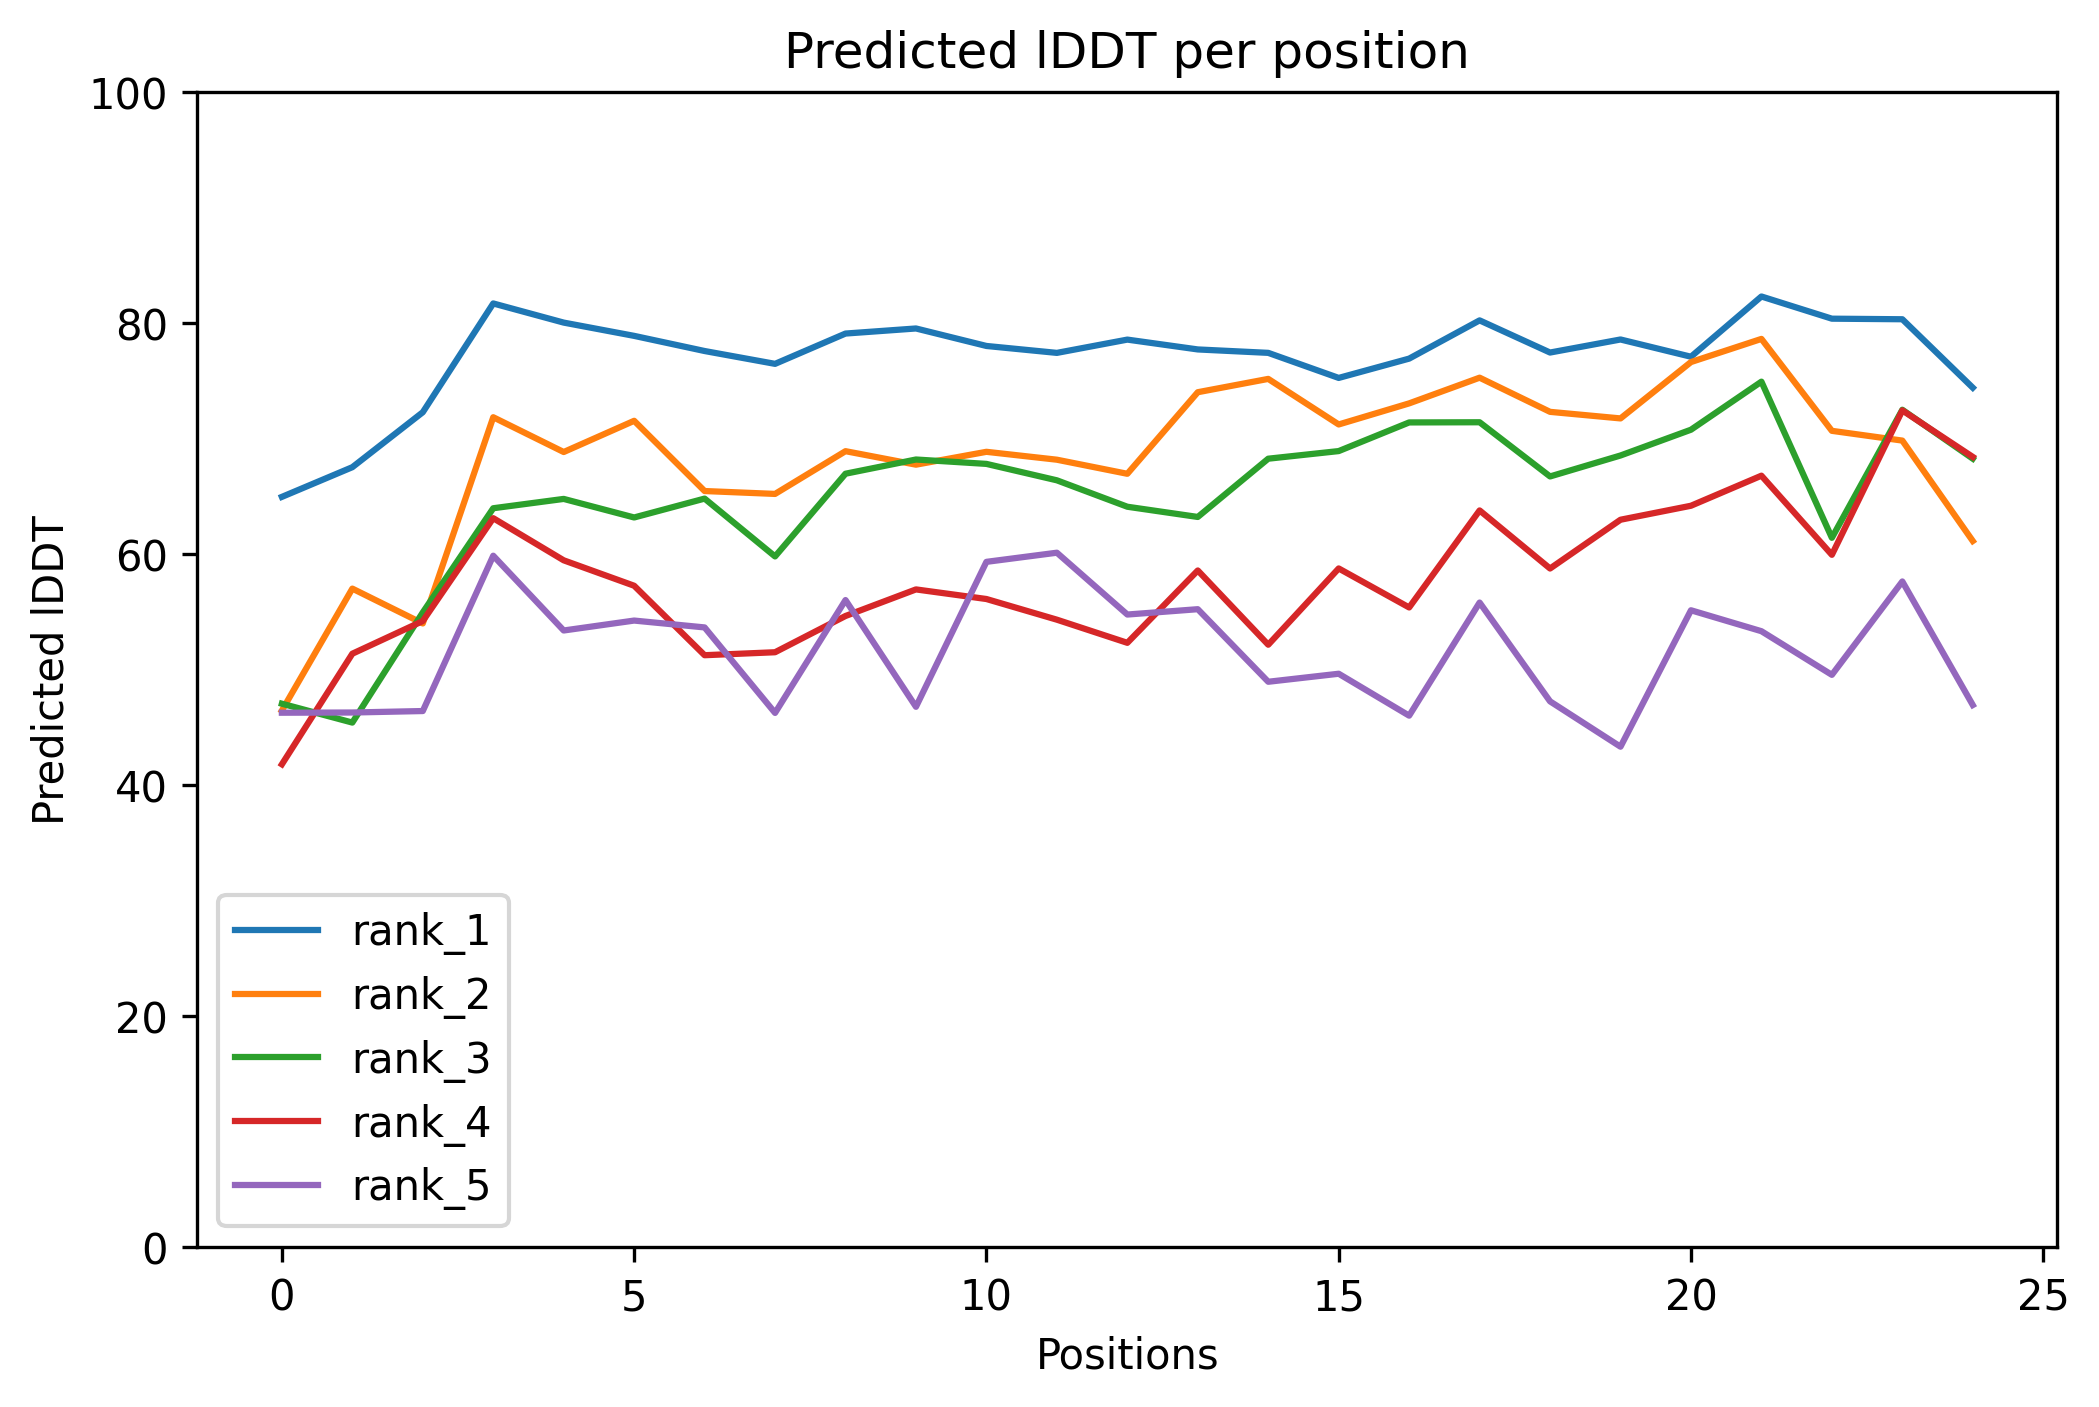 Predicted lDDT per position
100
80
60
40
20
0
Predicted lDDT
rank_1
rank_2
rank_3
rank_4
rank_5
0 5 10 15 20 25
Positions